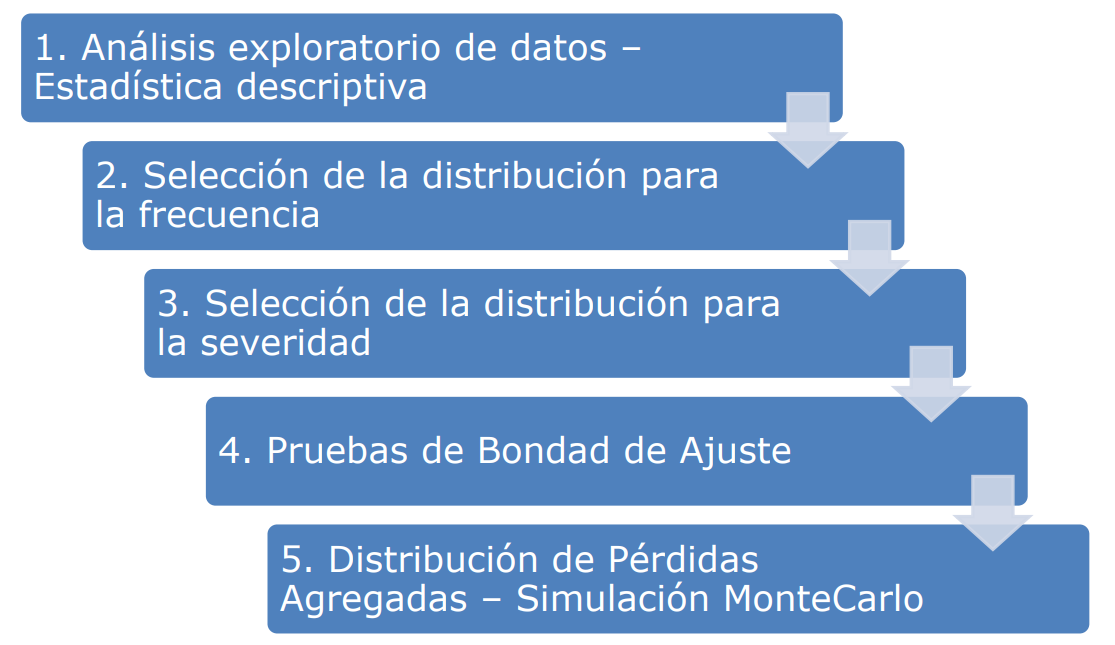 1. Análisis exploratorio de datos –
Estadística descriptiva
2. Selección de la distribución para
la frecuencia
3. Selección de la distribución para
la severidad
4. Pruebas de Bondad de Ajuste
5. Distribución de Pérdidas
Agregadas – Simulación MonteCarlo